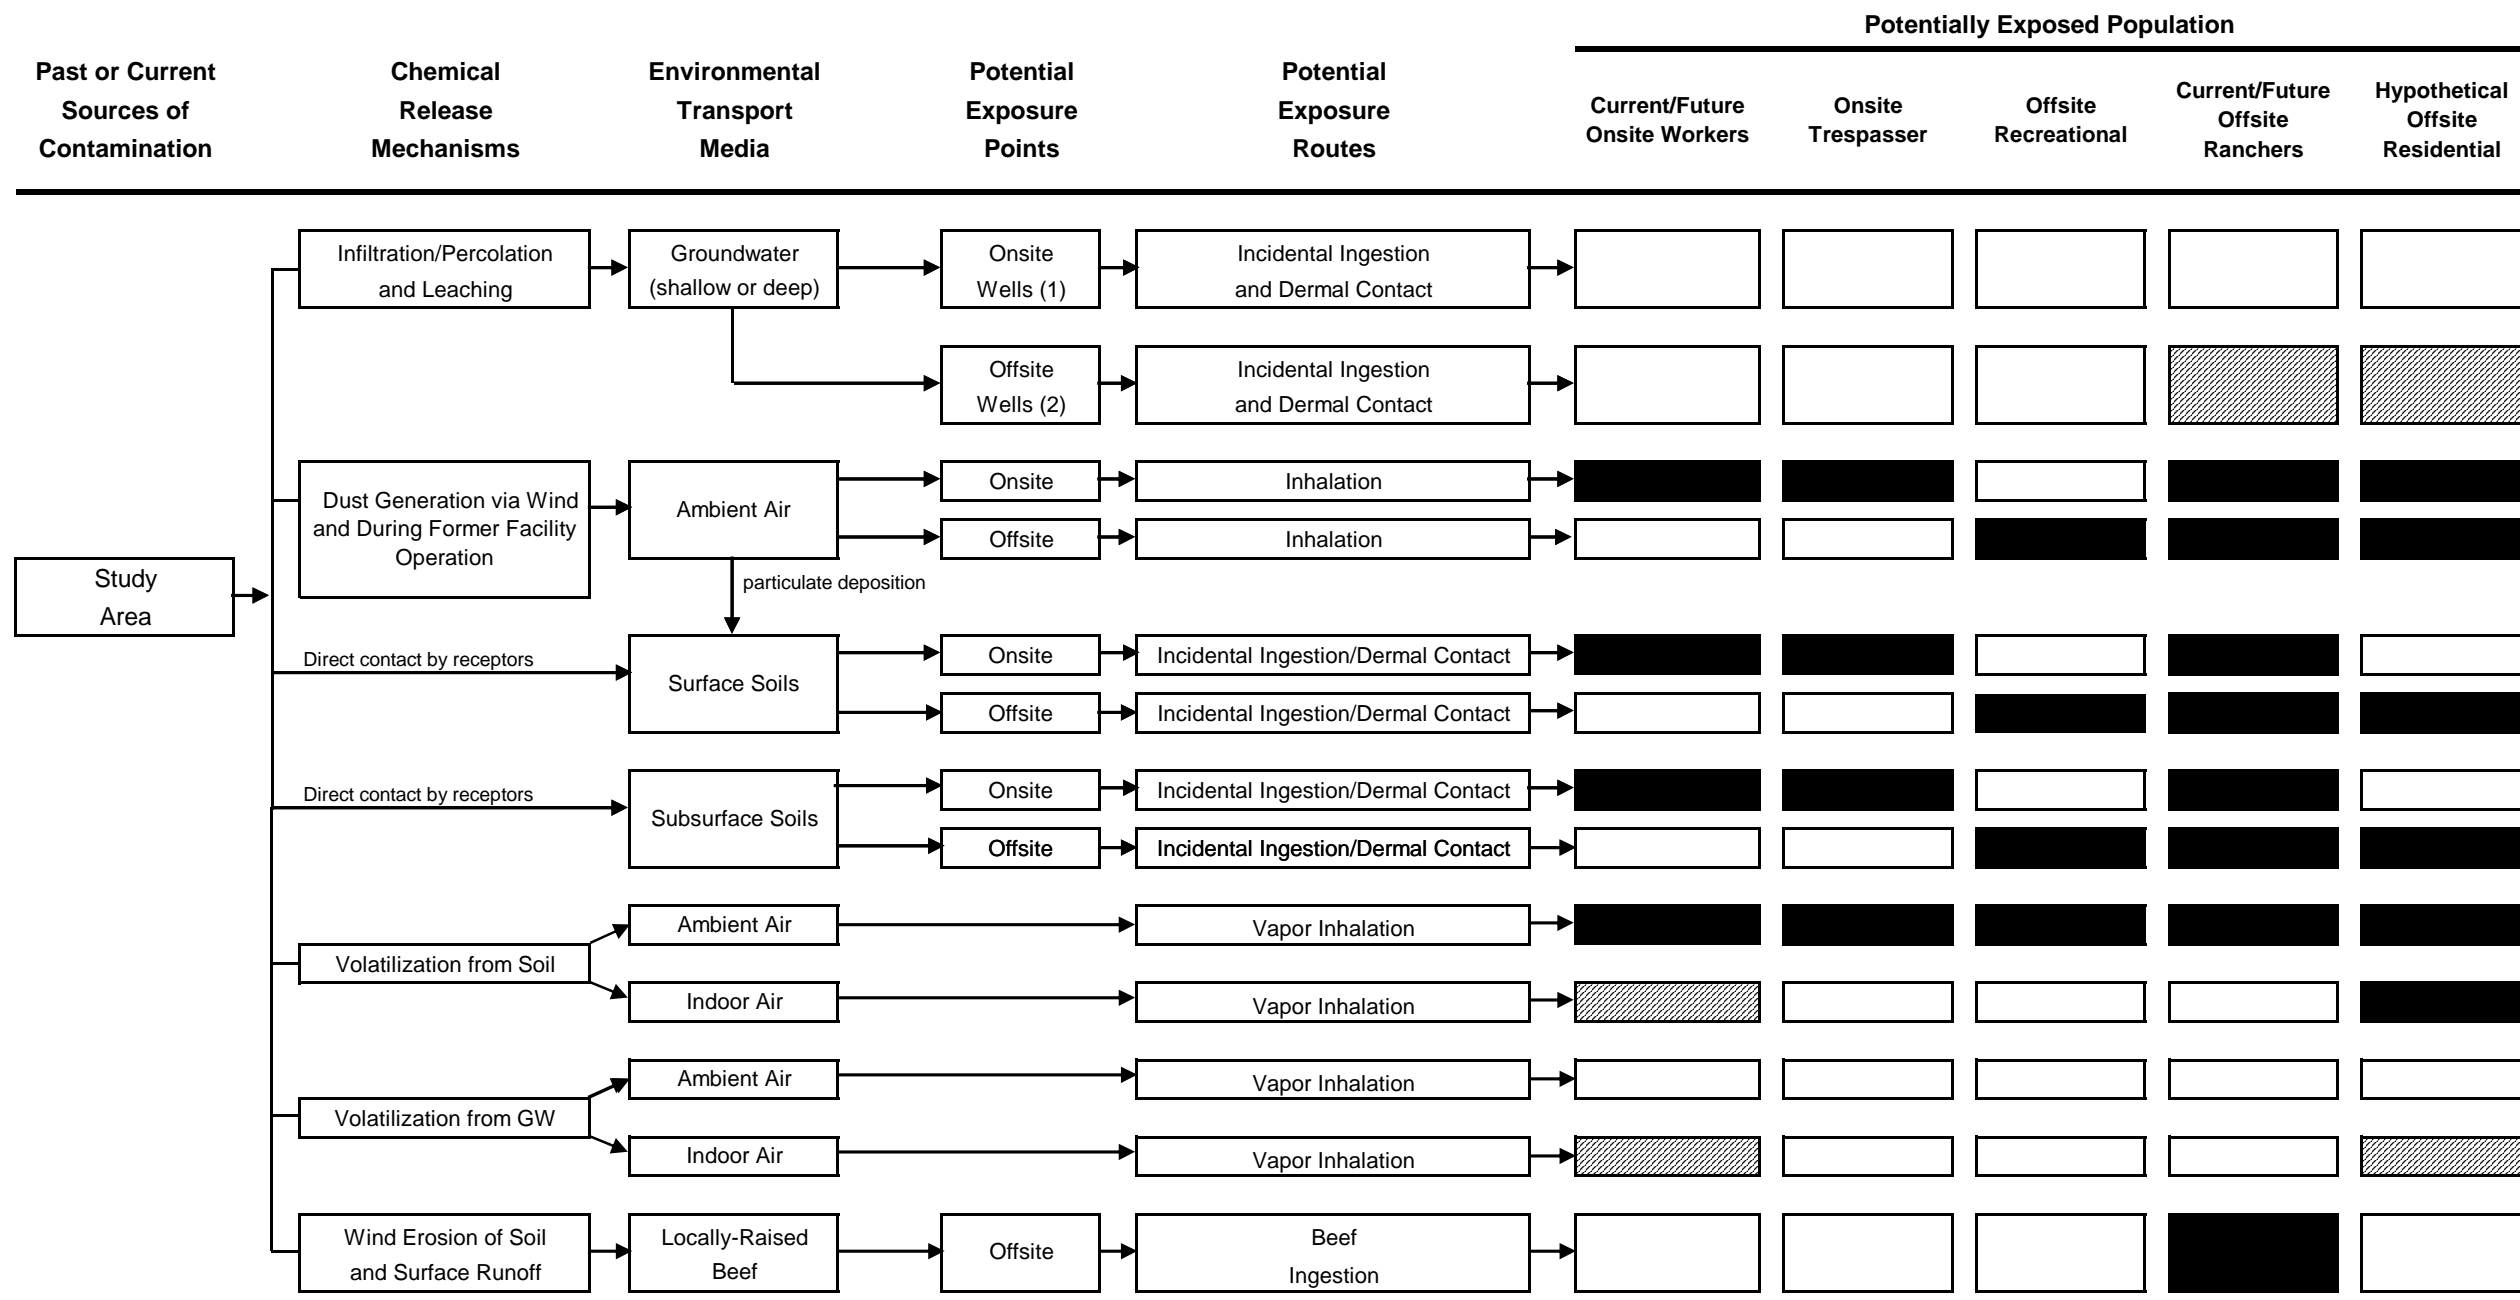 Potentially Exposed Population
Past or Current
Sources of
Contamination
Chemical
Release
Mechanisms
Environmental
Transport
Media
Potential
Exposure
Points
Potential
Exposure
Routes
Current/Future
Onsite Workers
Onsite
Trespasser
Offsite
Recreational
Current/Future
Offsite
Ranchers
Hypothetical
Offsite
Residential
Infiltration/Percolation
and Leaching
Groundwater
(shallow or deep)
Onsite
Wells (1)
Incidental Ingestion
and Dermal Contact
Offsite
Wells (2)
Incidental Ingestion
and Dermal Contact
Dust Generation via Wind
and During Former Facility
Operation
Ambient Air
Onsite
Inhalation
Offsite
Inhalation
Study
Area
particulate deposition
Direct contact by receptors
Surface Soils
Onsite
Incidental Ingestion/Dermal Contact
Offsite
Incidental Ingestion/Dermal Contact
Direct contact by receptors
Subsurface Soils
Onsite
Incidental Ingestion/Dermal Contact
Offsite
Incidental Ingestion/Dermal Contact
Volatilization from Soil
Ambient Air
Vapor Inhalation
Indoor Air
Vapor Inhalation
Volatilization from GW
Ambient Air
Vapor Inhalation
Indoor Air
Vapor Inhalation
Wind Erosion of Soil
and Surface Runoff
Locally-Raised
Beef
Offsite
Beef
Ingestion